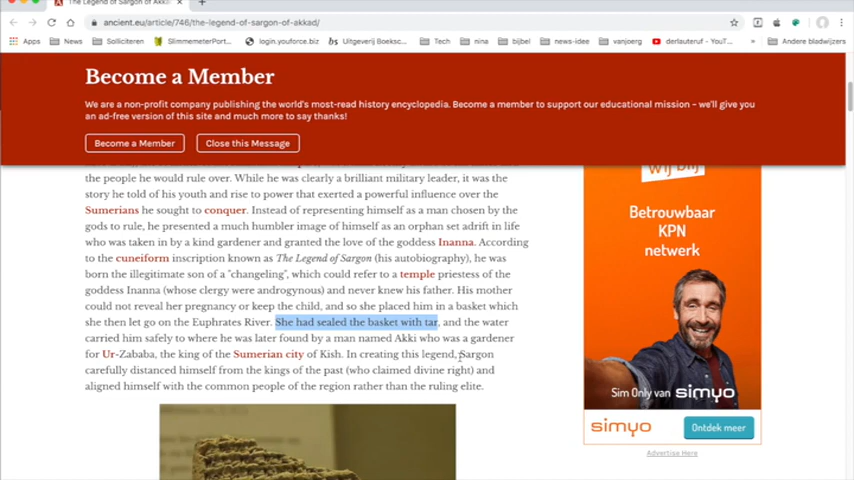 The Legend of Sargon of Akka
ancient.eu/article/746/the-legend-of-sargon-of-akkad/
Apps News Solliciteren SlimmemeterPort... login.youforce.biz Uitgeverij Boeksc... Tech nina bijbel news-idee vanjoerg derlauteruf - YouT... » Andere bladwijzers
Become a Member
We are a non-profit company publishing the world's most-read history encyclopedia. Become a member to support our educational mission – we'll give you
an ad-free version of this site and much more to say thanks!
Become a Member Close this Message
the people he would rule over. While he was clearly a brilliant military leader, it was the
story he told of his youth and rise to power that exerted a powerful influence over the
Sumerians he sought to conquer. Instead of representing himself as a man chosen by the
gods to rule, he presented a much humbler image of himself as an orphan set adrift in life
who was taken in by a kind gardener and granted the love of the goddess Inanna. According
to the cuneiform inscription known as The Legend of Sargon (his autobiography), he was
born the illegitimate son of a "changeling", which could refer to a temple priestess of the
goddess Inanna (whose clergy were androgynous) and never knew his father. His mother
could not reveal her pregnancy or keep the child, and so she placed him in a basket which
she then let go on the Euphrates River. She had sealed the basket with tar, and the water
carried him safely to where he was later found by a man named Akki who was a gardener
for Ur-Zababa, the king of the Sumerian city of Kish. In creating this legend, Sargon
carefully distanced himself from the kings of the past (who claimed divine right) and
aligned himself with the common people of the region rather than the ruling elite.
wij blij
Betrouwbaar
KPN
netwerk
Sim Only van simyo
simyo Ontdek meer
Advertise Here